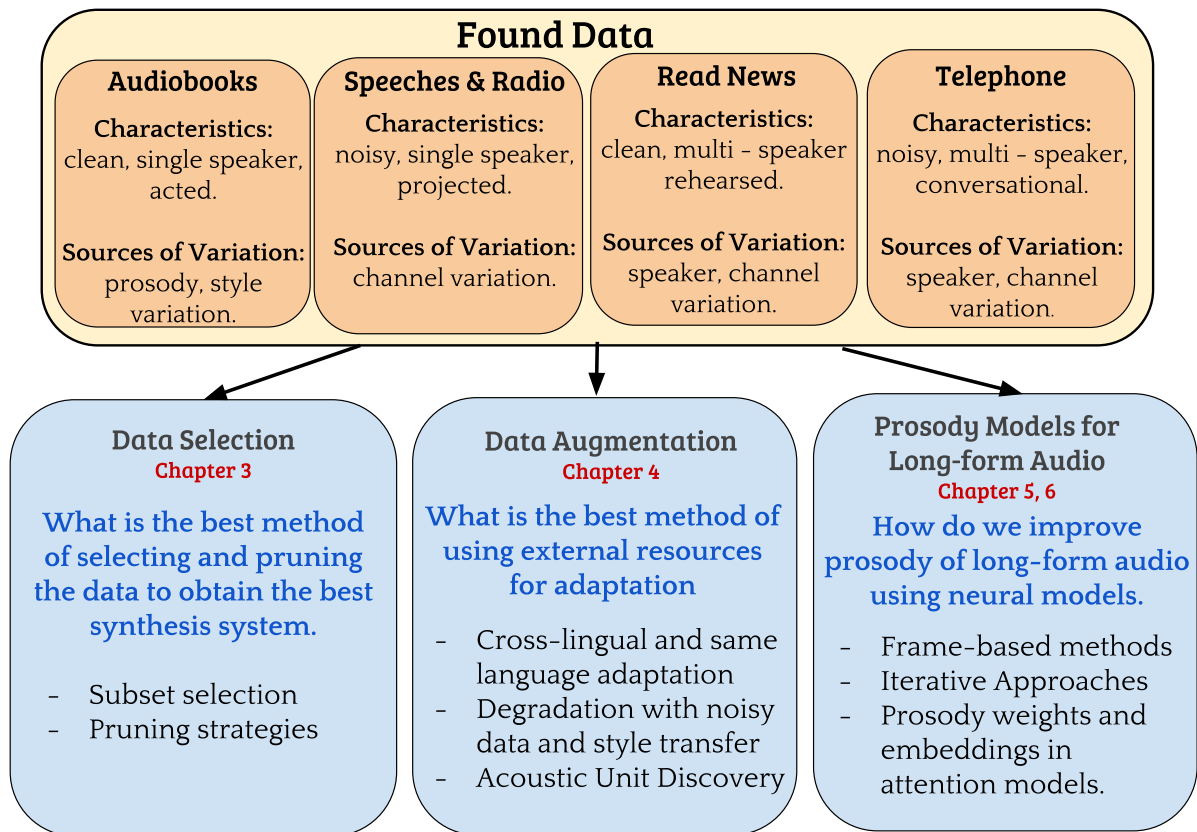 Found Data
Audiobooks
Characteristics:
clean, single speaker,
acted.
Sources of Variation:
prosody, style
variation.
Speeches & Radio
Characteristics:
noisy, single speaker,
projected.
Sources of Variation:
channel variation.
Read News
Characteristics:
clean, multi - speaker
rehearsed.
Sources of Variation:
speaker, channel
variation.
Telephone
Characteristics:
noisy, multi - speaker,
conversational.
Sources of Variation:
speaker, channel
variation.
Data Selection
Chapter 3
What is the best method
of selecting and pruning
the data to obtain the best
synthesis system.
- Subset selection
- Pruning strategies
Data Augmentation
Chapter 4
What is the best method of
using external resources
for adaptation
- Cross-lingual and same
language adaptation
- Degradation with noisy
data and style transfer
- Acoustic Unit Discovery
Prosody Models for
Long-form Audio
Chapter 5, 6
How do we improve
prosody of long-form audio
using neural models.
- Frame-based methods
- Iterative Approaches
- Prosody weights and
embeddings in
attention models.